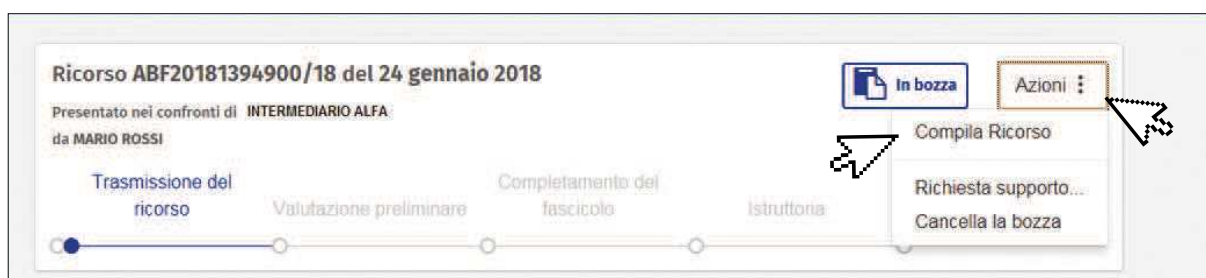 Ricorso ABF20181394900/18 del 24 gennaio 2018
In bozza
Azioni
Presentato nei confronti di INTERMEDIARIO ALFA
da MARIO ROSSI
Compila Ricorso
Richiesta supporto...
Cancella la bozza
Trasmissione del
ricorso
Valutazione preliminare
Completamento del
fascicolo
Istruttoria